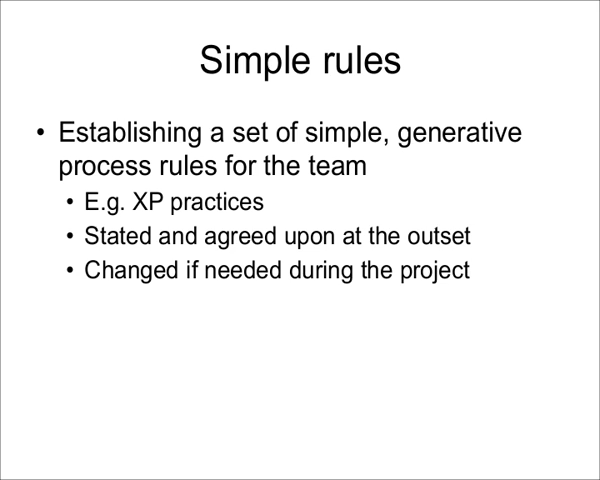 Simple rules
• Establishing a set of simple, generative
process rules for the team
• E.g. XP practices
• Stated and agreed upon at the outset
• Changed if needed during the project